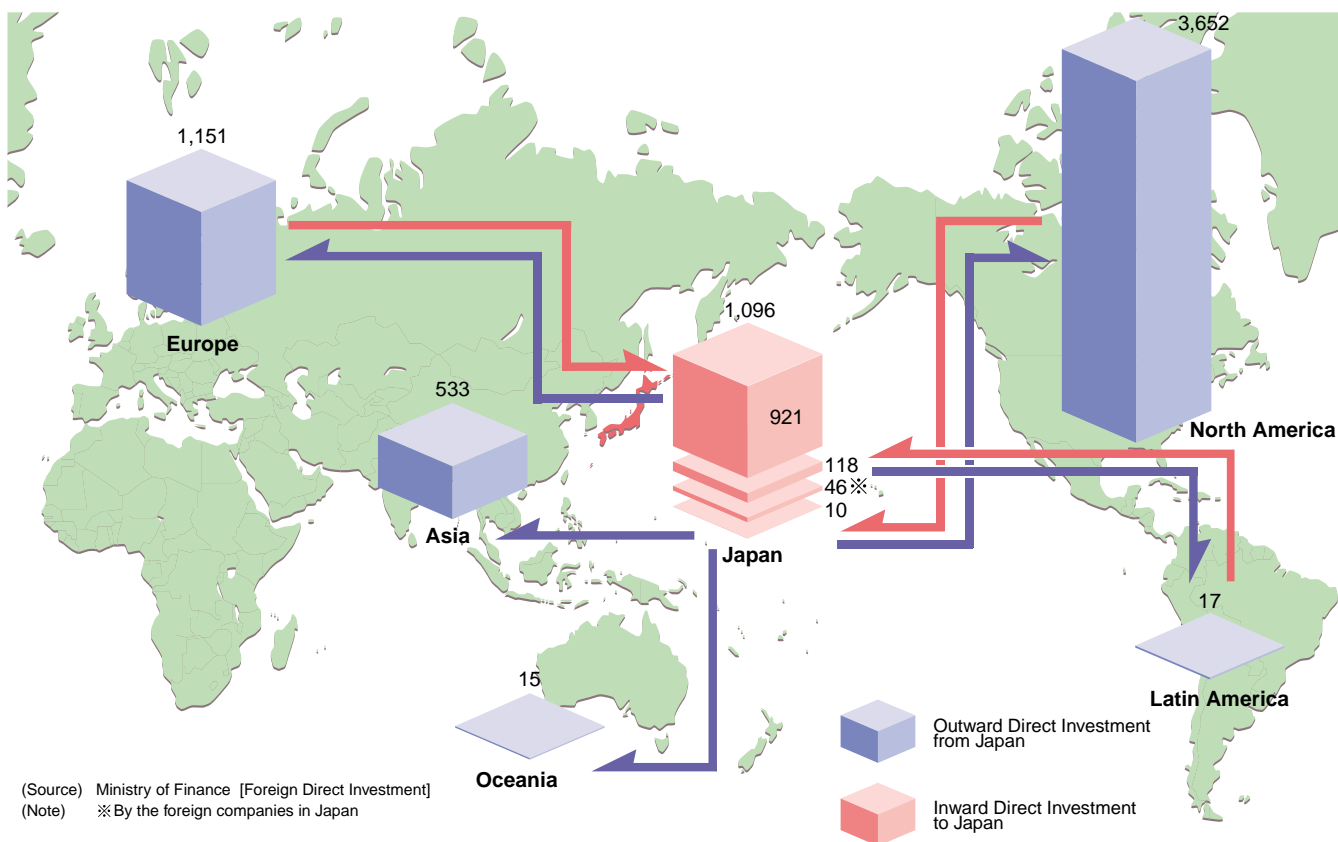 3,652
1,151
Europe
1,096
533
921
North America
118
46※
10
Asia
Japan
17
15
Latin America
Oceania
Outward Direct Investment
from Japan
(Source) Ministry of Finance [Foreign Direct Investment]
(Note) ※By the foreign companies in Japan
Inward Direct Investment
to Japan